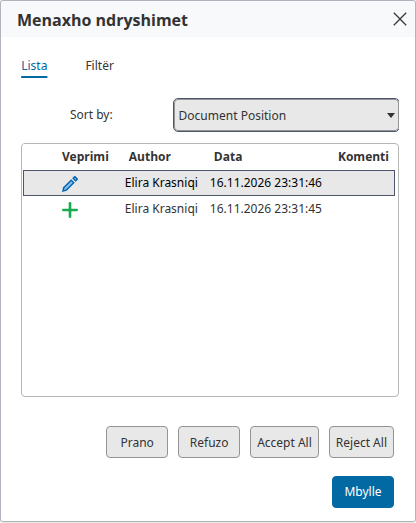 Menaxho ndryshimet
Lista Filtër
Sort by: Document Position
Veprimi Author Data Komenti
Elira Krasniqi 16.11.2026 23:31:46
Elira Krasniqi 16.11.2026 23:31:45
Prano Refuzo Accept All Reject All
Mbylle